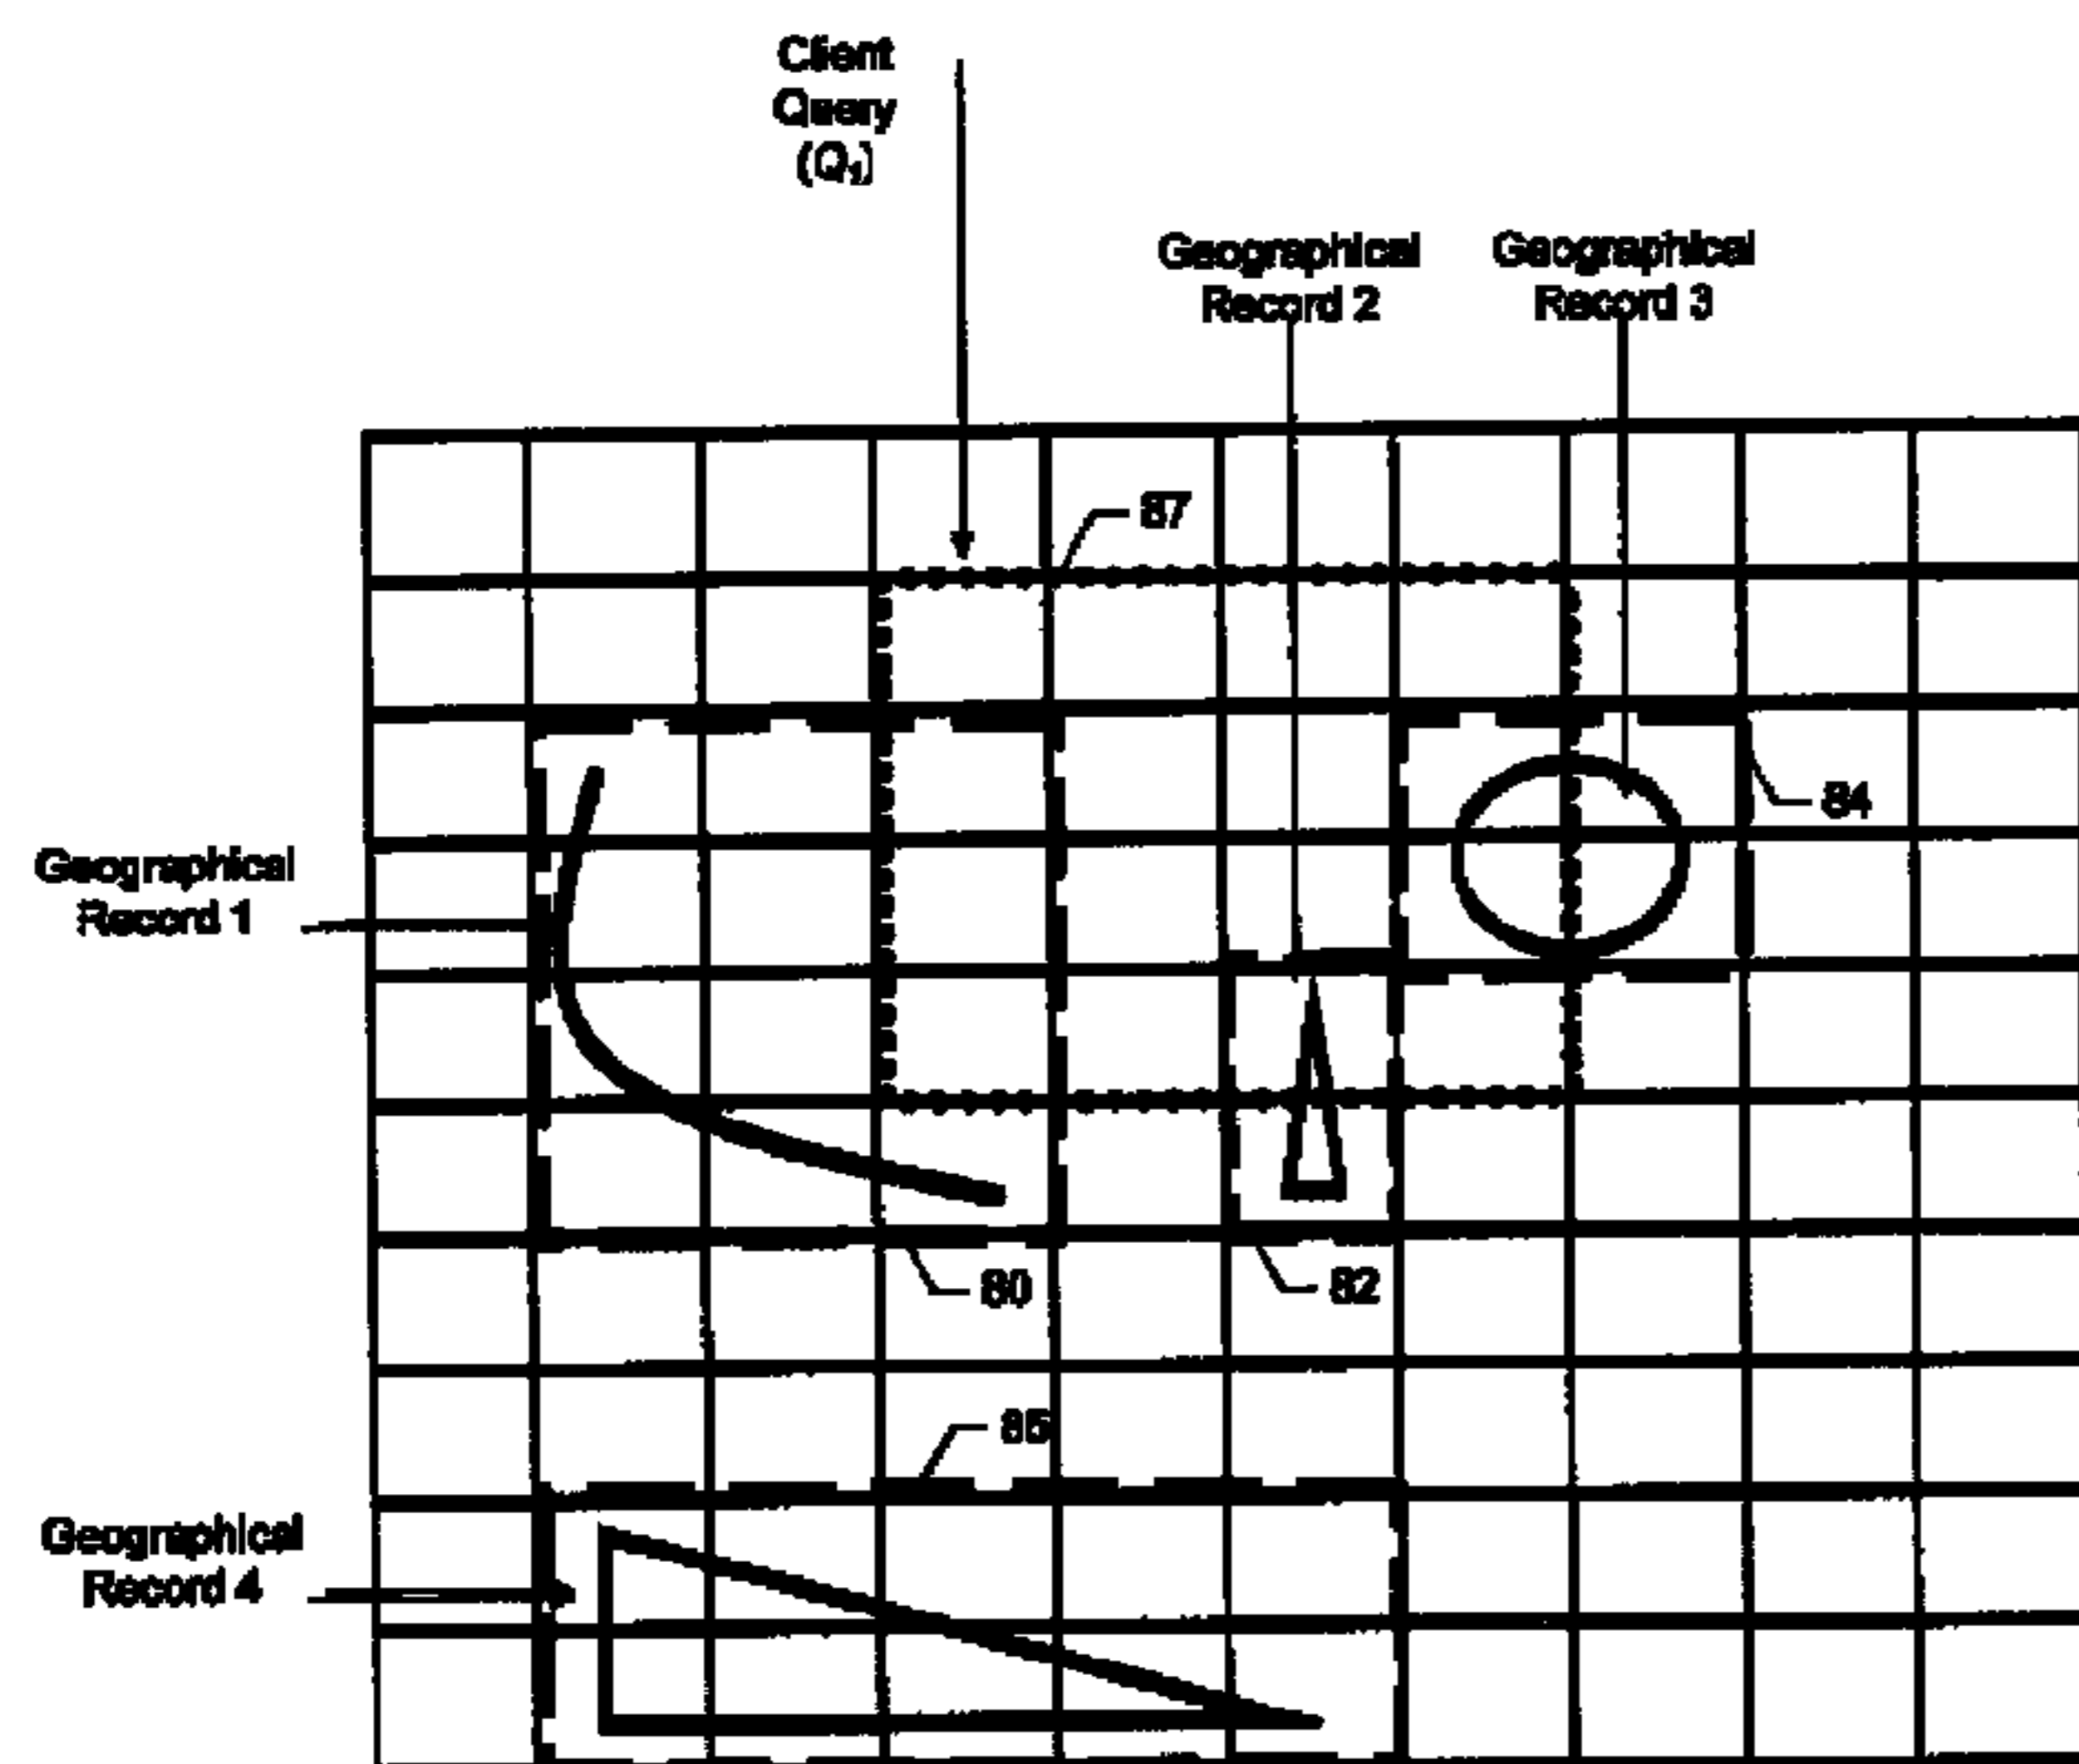 Client
Query
(Q₁)
Geographical
Record 2
Geographical
Record 3
87
84
Geographical
Record 1
80
82
85
Geographical
Record 4